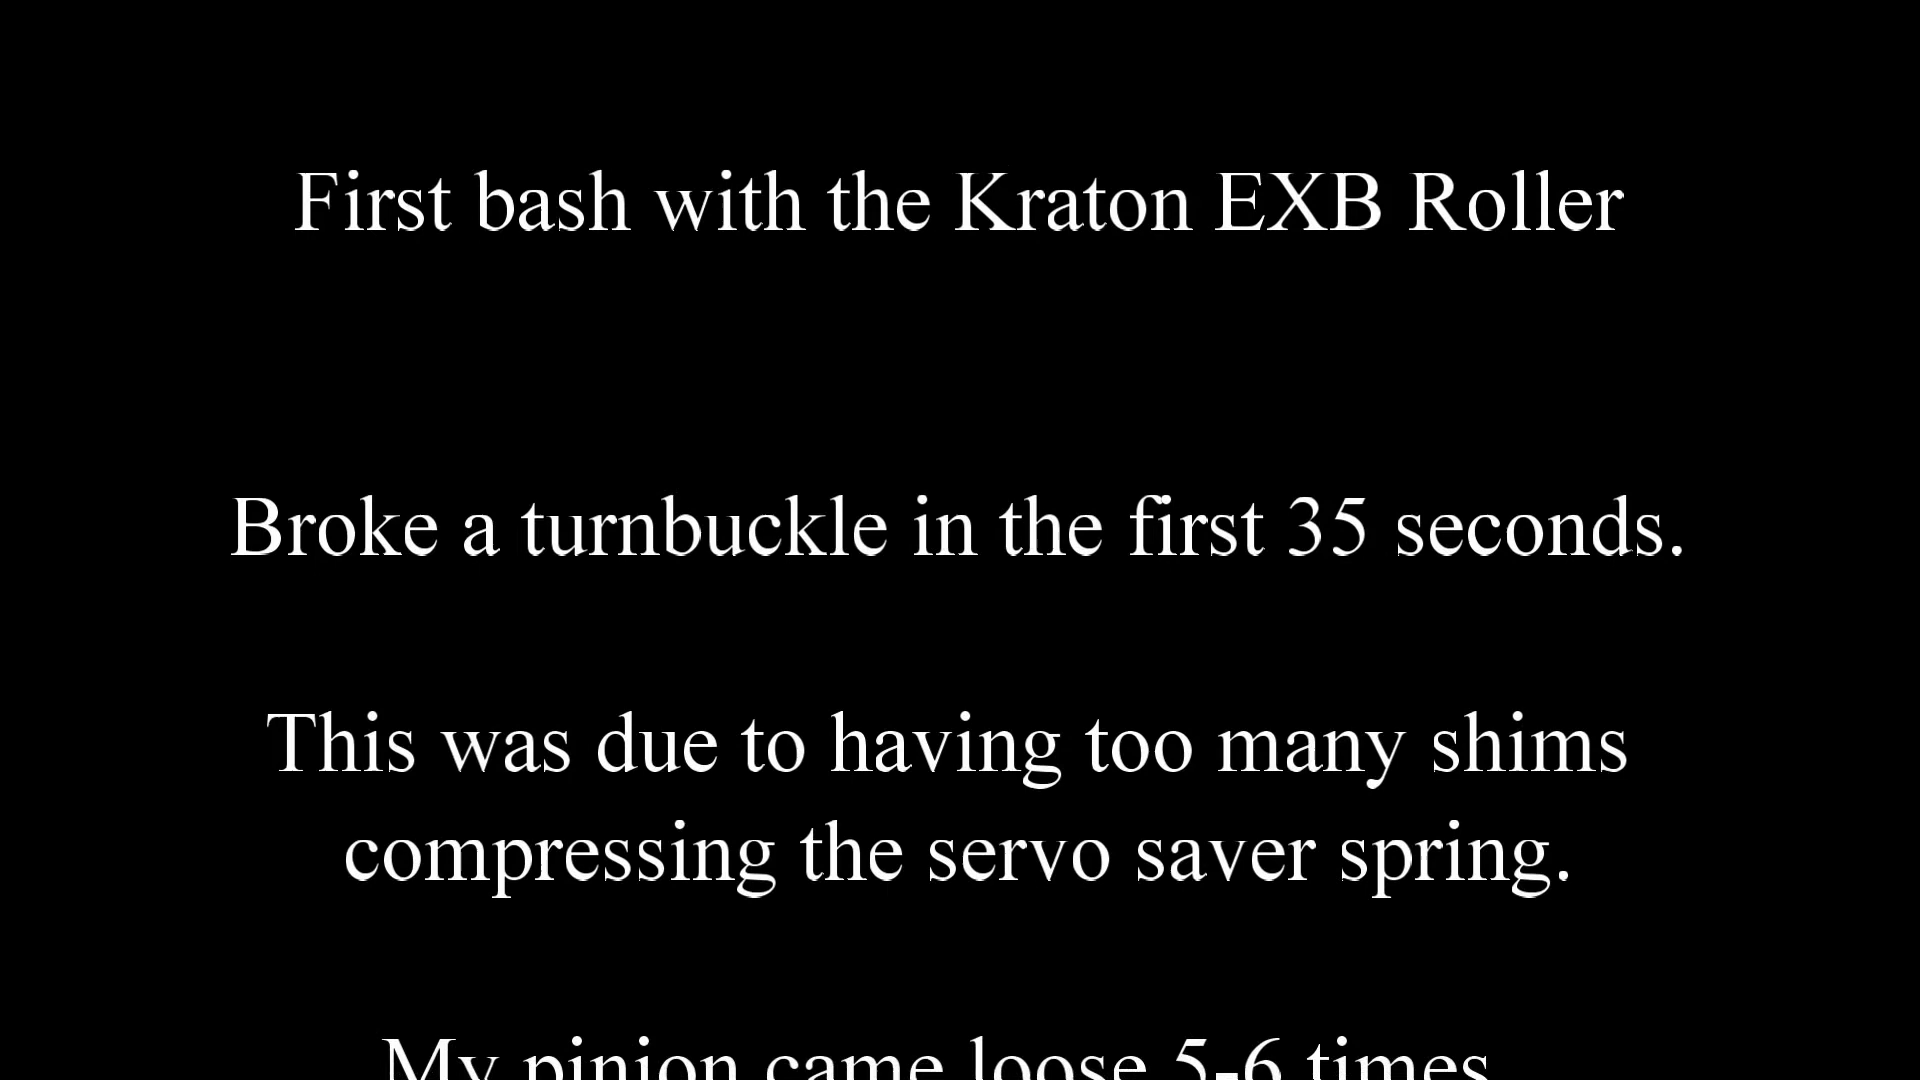 First bash with the Kraton EXB Roller
Broke a turnbuckle in the first 35 seconds.
This was due to having too many shims
compressing the servo saver spring.
My pinion came loose 5-6 times